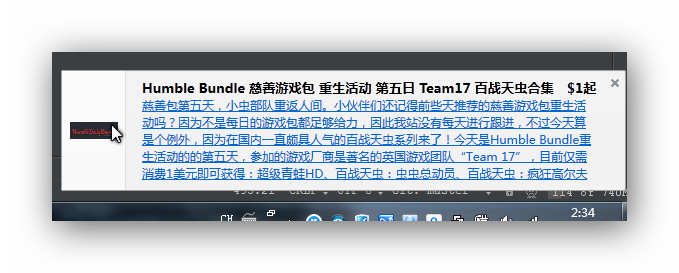 Humble Bundle 慈善游戏包 重生活动 第五日 Team17 百战天虫合集 $1起
慈善包第五天，小虫部队重返人间。小伙伴们还记得前些天推荐的慈善游戏包重生活
动吗？因为不是每日的游戏包都足够给力，因此我站没有每天进行跟进，不过今天算
是个例外，因为在国内一直颇具人气的百战天虫系列来了！今天是Humble Bundle重
生活动的的第五天，参加的游戏厂商是著名的英国游戏团队“Team 17”，目前仅需
消费1美元即可获得：超级青蛙HD、百战天虫：虫虫总动员、百战天虫：疯狂高尔夫
CH
2:34